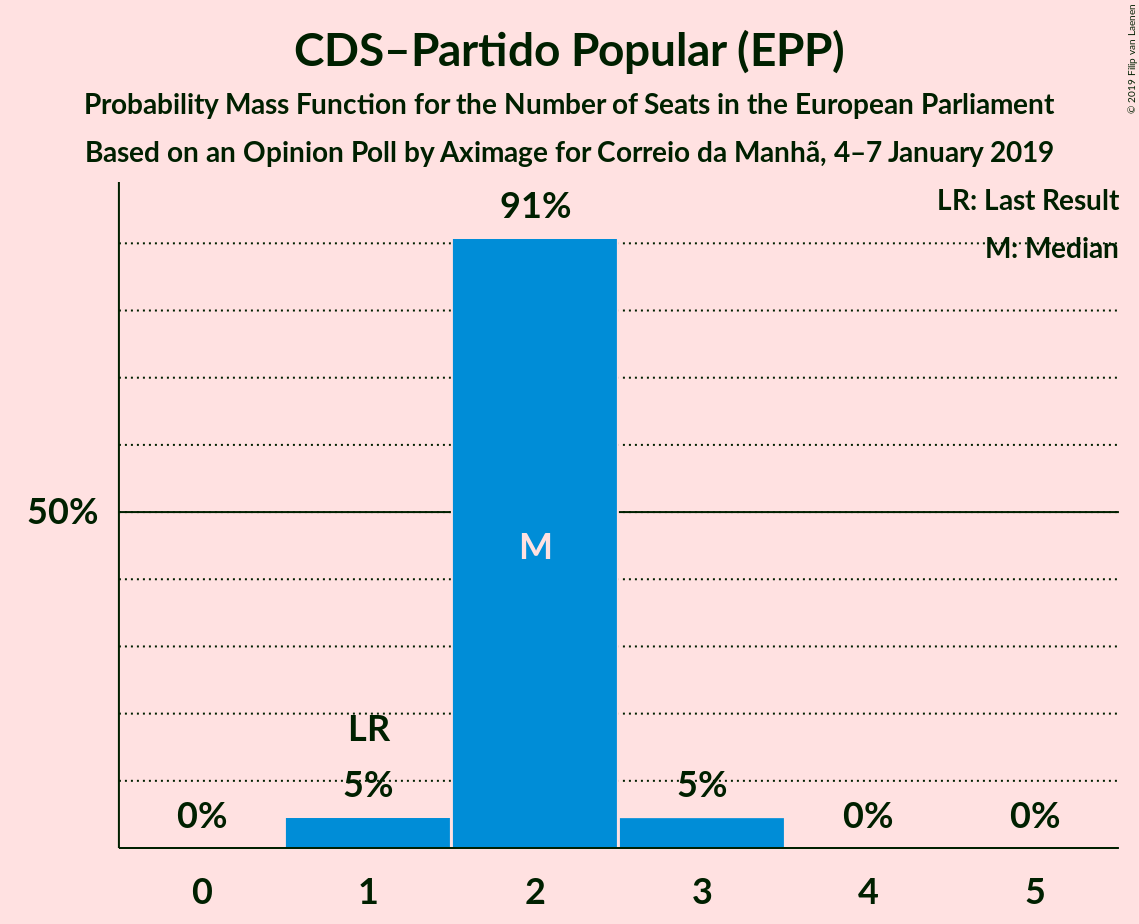 CDS–Partido Popular (EPP)
Probability Mass Function for the Number of Seats in the European Parliament
Based on an Opinion Poll by Aximage for Correio da Manhã, 4–7 January 2019
© 2019 Filip van Laenen
LR: Last Result
M: Median
91%
50%
M
LR
5%
5%
0%
0%
0%
0
1
2
3
4
5